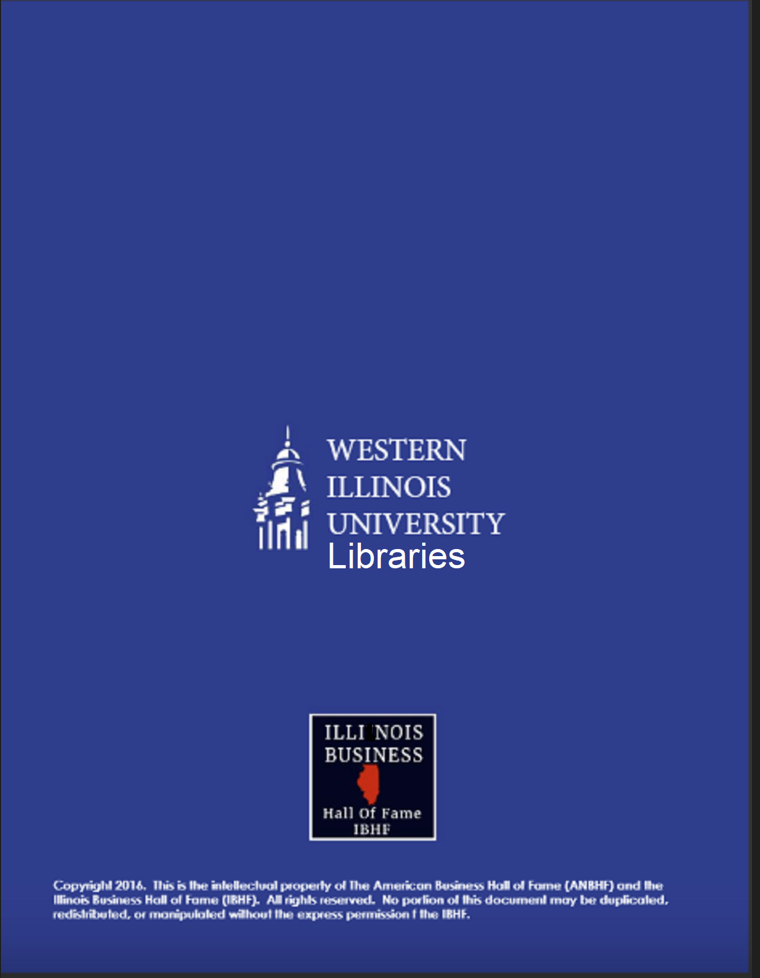 WESTERN
ILLINOIS
UNIVERSITY
Libraries
ILLINOIS
BUSINESS
Hall Of Fame
IBHF
Copyright 2016. This is the intellectual property of The American Business Hall of Fame (ANBHF) and the
Illinois Business Hall of Fame (IBHF). All rights reserved. No portion of this document may be duplicated,
redistributed, or manipulated without the express permission f the IBHF.